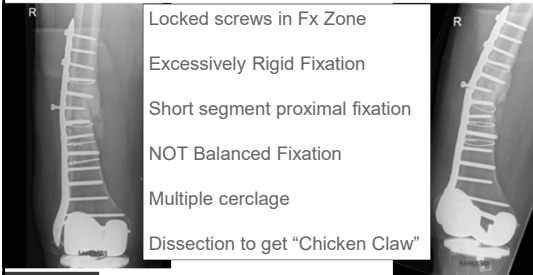 R
Locked screws in Fx Zone
Excessively Rigid Fixation
Short segment proximal fixation
NOT Balanced Fixation
Multiple cerclage
Dissection to get “Chicken Claw”
R